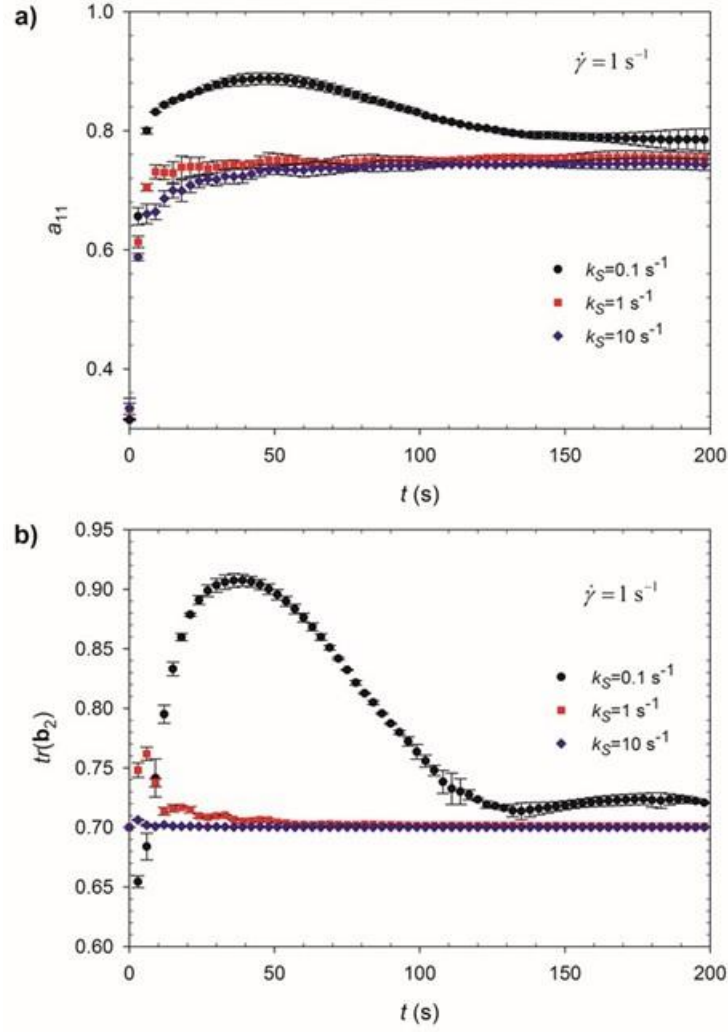 a)
1.0
γ̇ = 1 s⁻¹
0.8
a₁₁
0.6
kS=0.1 s⁻¹
kS=1 s⁻¹
kS=10 s⁻¹
0.4
0 50 100 150 200
t (s)
b)
0.95
γ̇ = 1 s⁻¹
0.90
0.85
kS=0.1 s⁻¹
kS=1 s⁻¹
kS=10 s⁻¹
0.80
tr(b₂)
0.75
0.70
0.65
0.60
0 50 100 150 200
t (s)